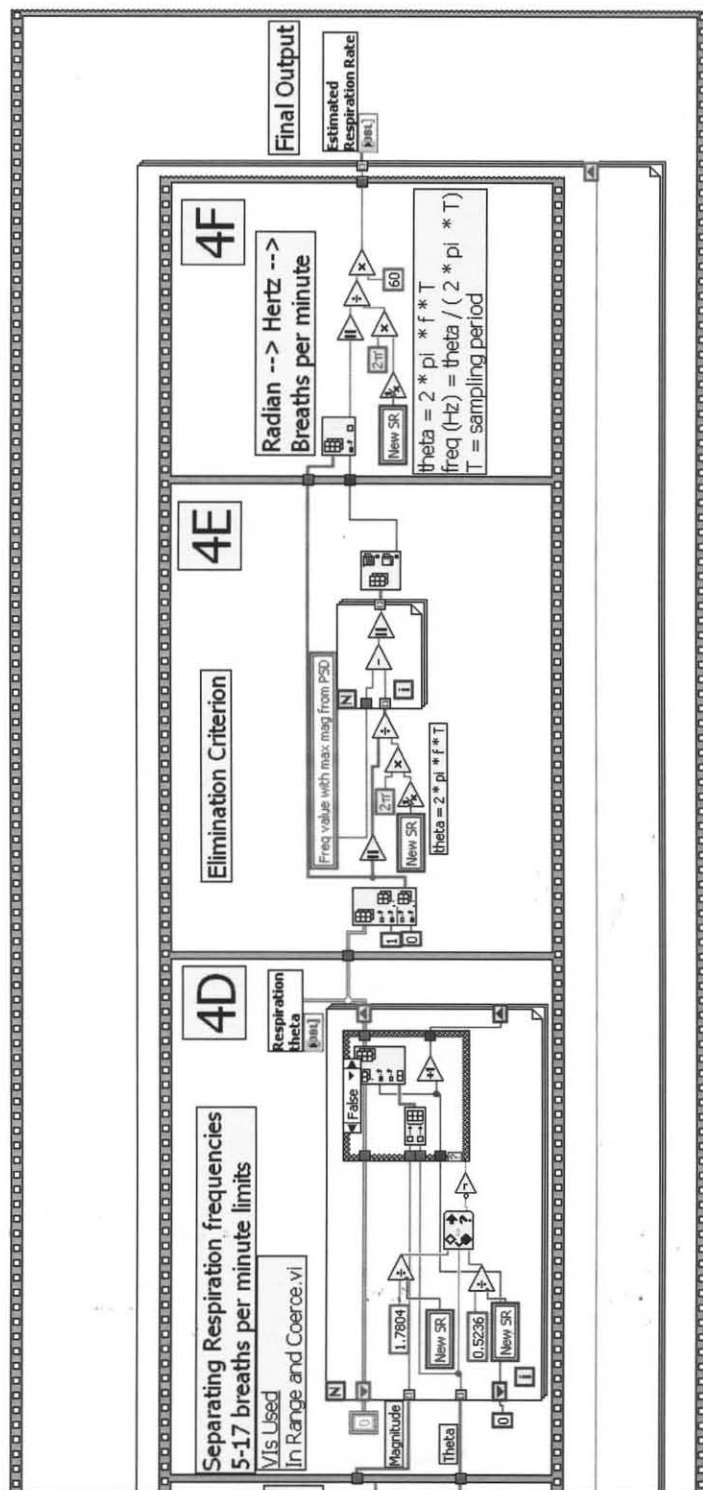 4D
Separating Respiration frequencies
5-17 breaths per minute limits
VIs Used
In Range and Coerce.vi
Respiration
theta
DBL
False
N
0
Magnitude
Theta
0
1.7804
New SR
0.5236
New SR
?
+1
i
4E
Elimination Criterion
Freq value with max mag from PSD
1
0
N
2π
New SR
1/x
theta = 2 * pi * f * T
i
4F
Radian --> Hertz -->
Breaths per minute
2π
New SR
1/x
60
theta = 2 * pi * f * T
freq (Hz) = theta / ( 2 * pi * T)
T = sampling period
Final Output
Estimated
Respiration Rate
DBL